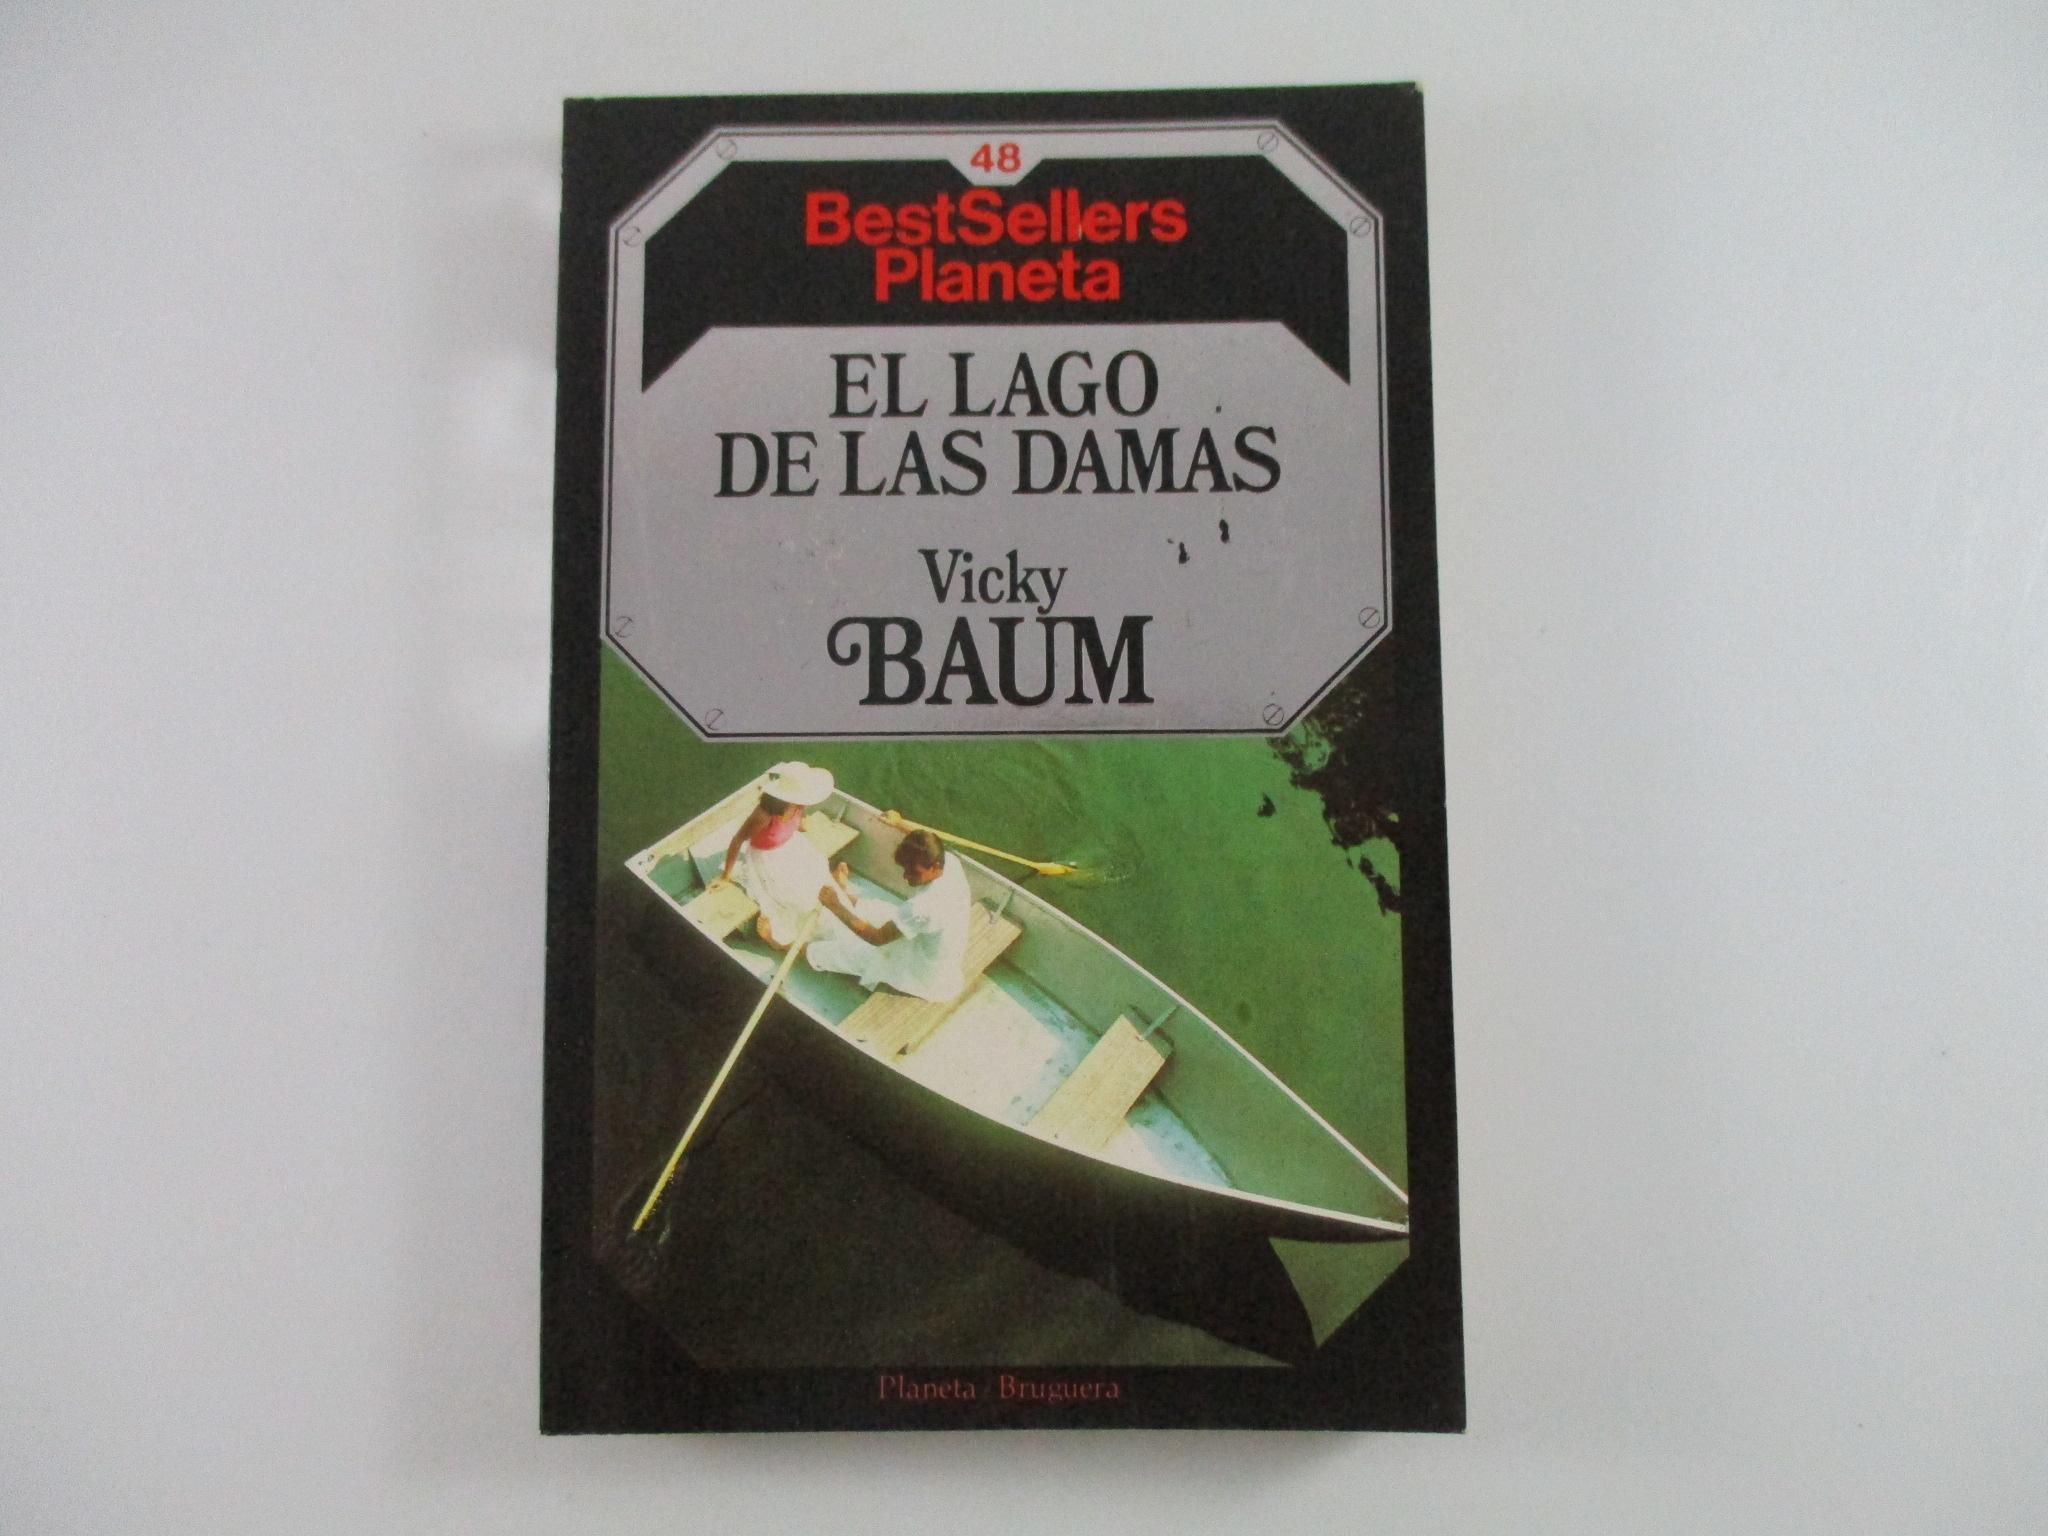 48
BestSellers
Planeta
EL LAGO
DE LAS DAMAS
Vicky
BAUM
Planeta / Bruguera